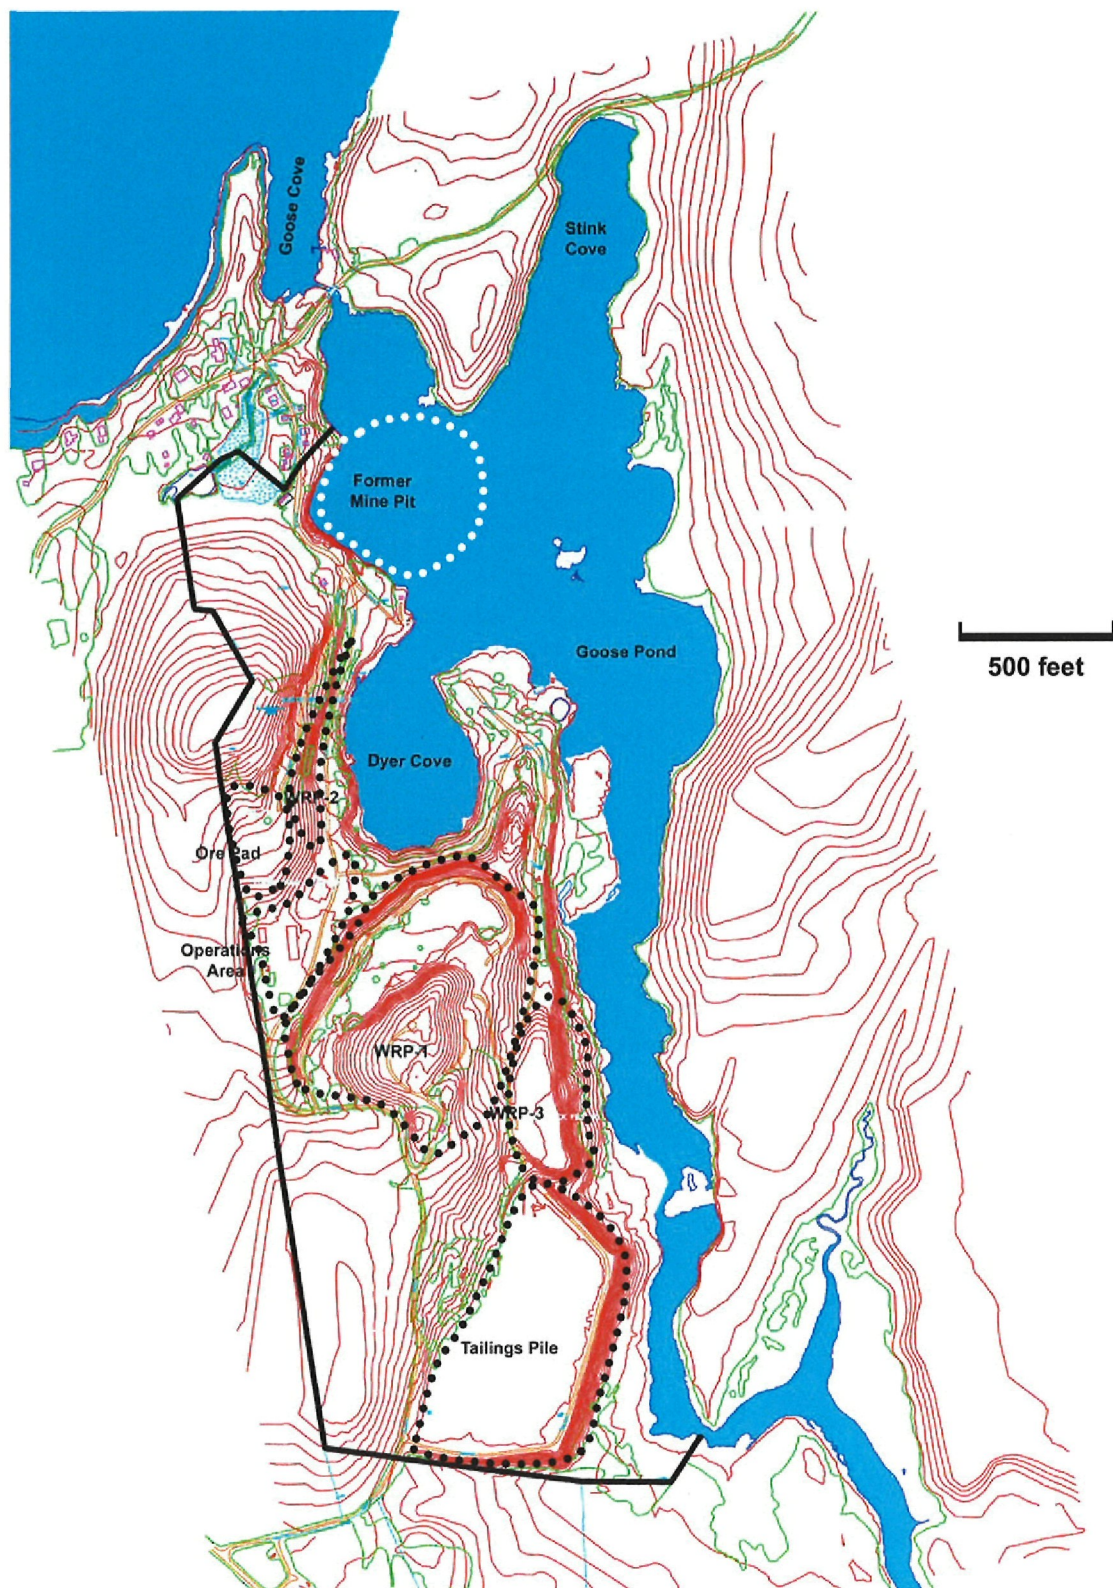 Goose Cove
Stink
Cove
Former
Mine Pit
Goose Pond
500 feet
Dyer Cove
WRP-2
Ore Pad
Operations
Area
WRP-1
WRP-3
Tailings Pile